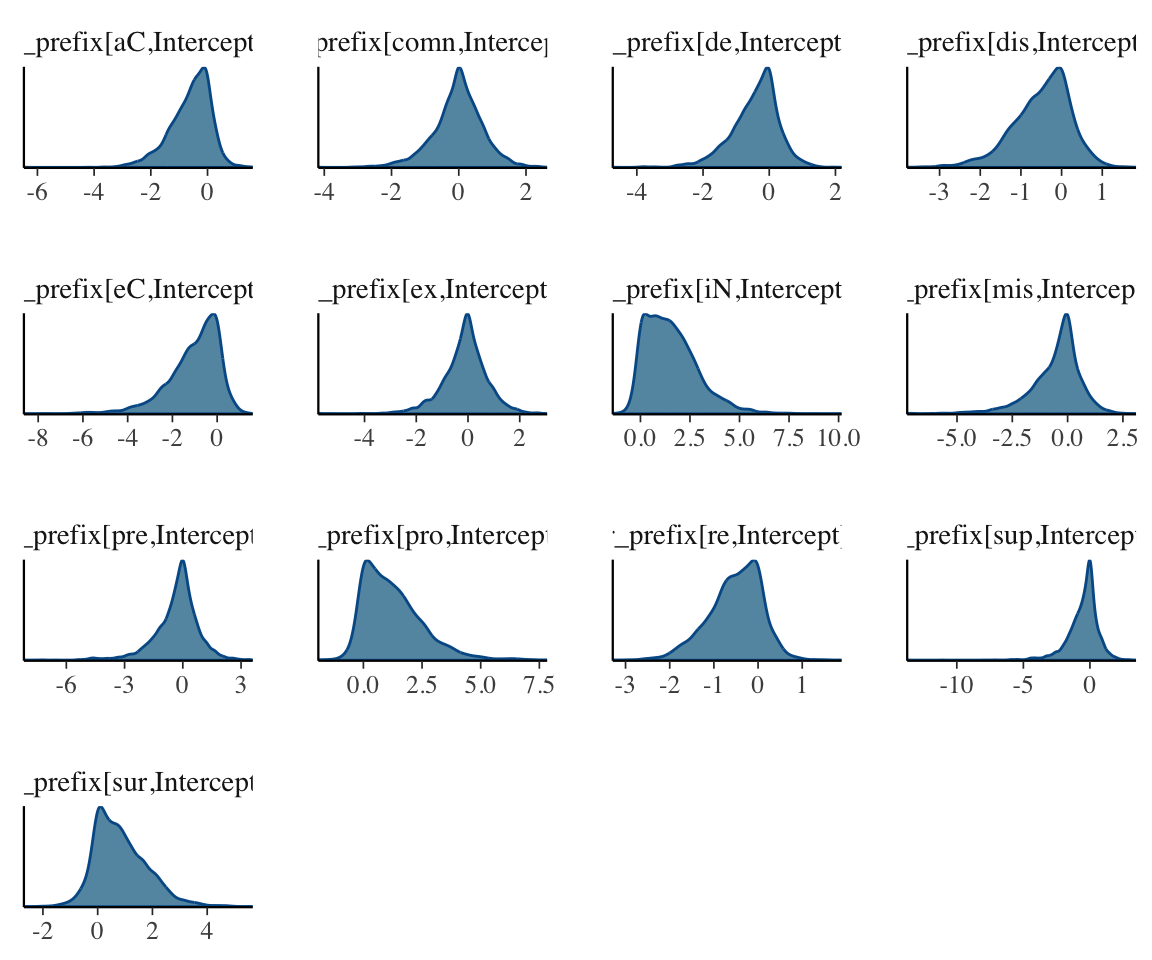 _prefix[aC,Intercept prefix[comn,Intercep _prefix[de,Intercept _prefix[dis,Intercept
-6 -4 -2 0 -4 -2 0 2 -4 -2 0 2 -3 -2 -1 0 1
_prefix[eC,Intercept _prefix[ex,Intercept _prefix[iN,Intercept _prefix[mis,Intercep
-8 -6 -4 -2 0 -4 -2 0 2 0.0 2.5 5.0 7.5 10.0 -5.0 -2.5 0.0 2.5
_prefix[pre,Intercept _prefix[pro,Intercept _prefix[re,Intercept] _prefix[sup,Intercept
-6 -3 0 3 0.0 2.5 5.0 7.5 -3 -2 -1 0 1 -10 -5 0
_prefix[sur,Intercept
-2 0 2 4